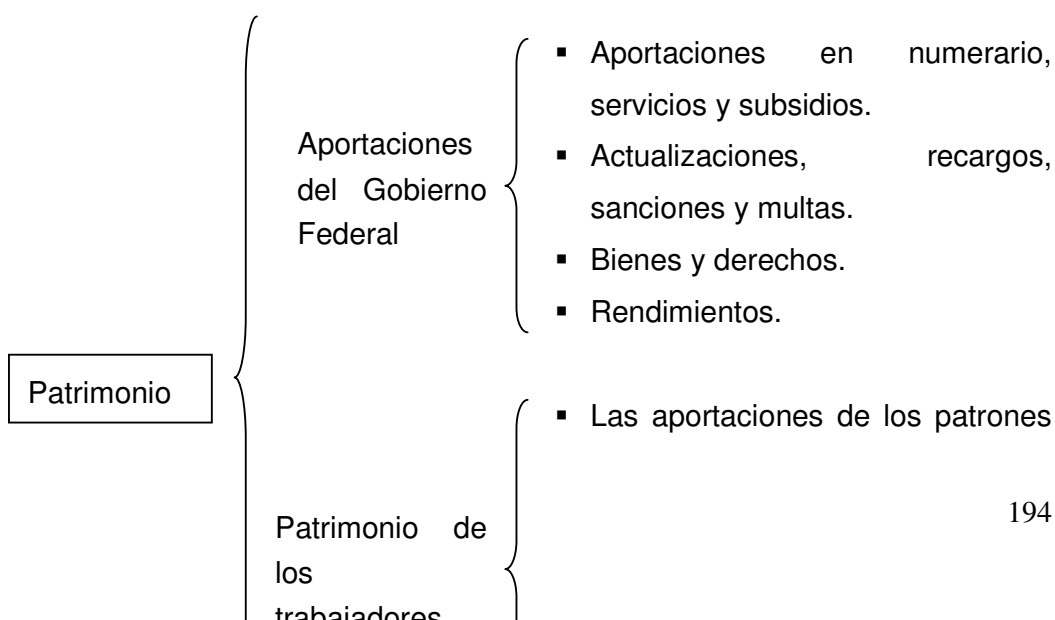 Aportaciones en numerario,
servicios y subsidios.
Aportaciones
del Gobierno
Federal
▪ Actualizaciones, recargos,
sanciones y multas.
▪ Bienes y derechos.
▪ Rendimientos.
Patrimonio
▪ Las aportaciones de los patrones
194
Patrimonio de
los
trabajadores